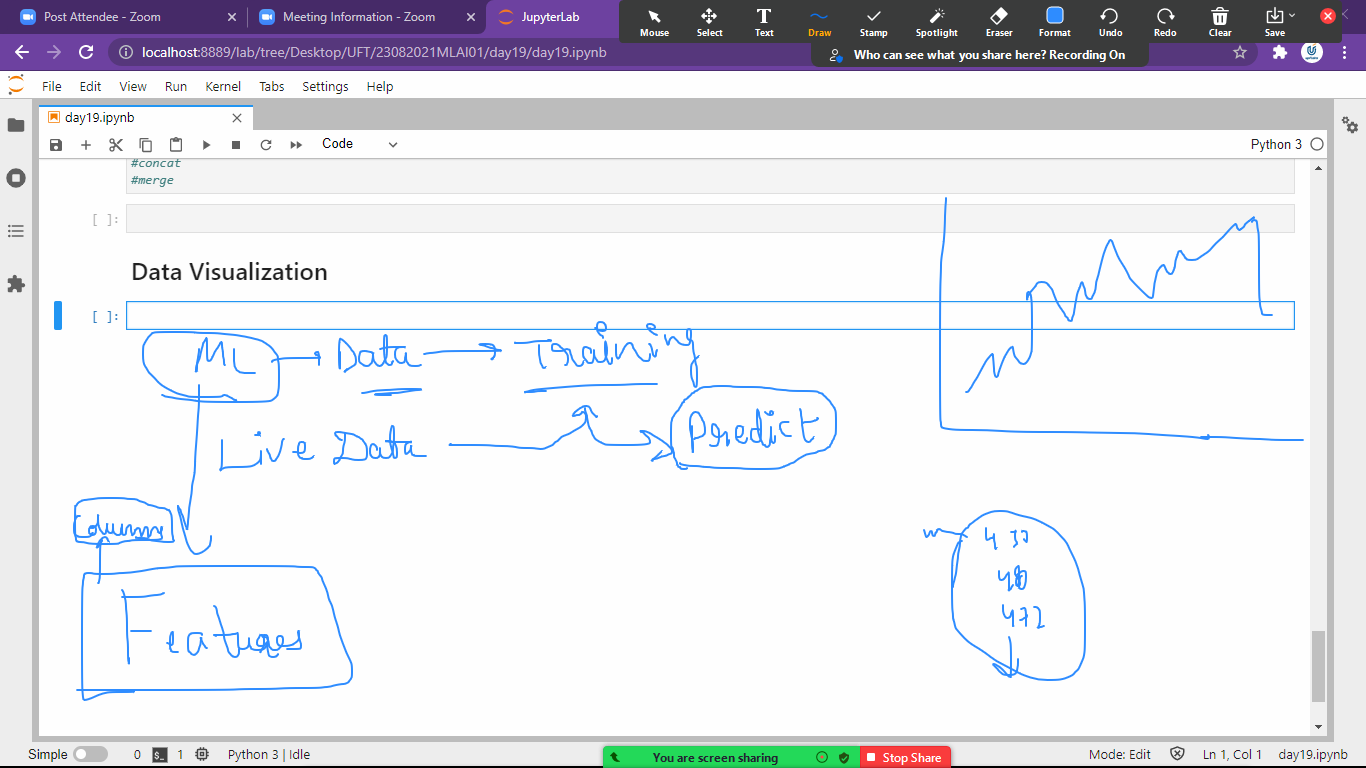 Post Attendee - Zoom
Meeting Information - Zoom
JupyterLab
Mouse
Select
Text
Draw
Stamp
Spotlight
Eraser
Format
Undo
Redo
Clear
Save
localhost:8889/lab/tree/Desktop/UFT/23082021MLAI01/day19/day19.ipynb
Who can see what you share here? Recording On
File Edit View Run Kernel Tabs Settings Help
day19.ipynb
Code
Python 3
#concat
#merge
[ ]:
Data Visualization
[ ]:
ML Data Training
Live Data Predict
Columns
Features
433
48
472
Simple 0 1 Python 3 | Idle
You are screen sharing
Stop Share
Mode: Edit
Ln 1, Col 1
day19.ipynb